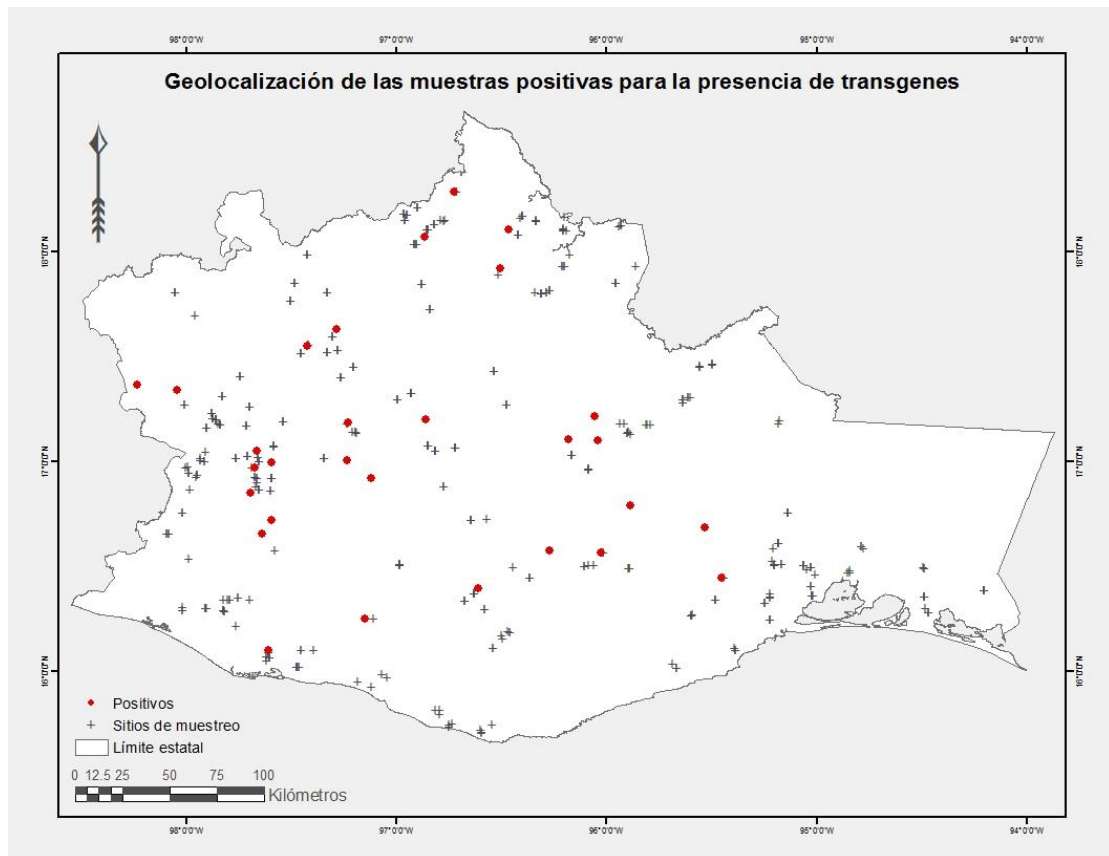 98°0'0"W 97°0'0"W 96°0'0"W 95°0'0"W 94°0'0"W
Geolocalización de las muestras positivas para la presencia de transgenes
18°0'0"N 18°0'0"N
17°0'0"N 17°0'0"N
16°0'0"N 16°0'0"N
Positivos
Sitios de muestreo
Límite estatal
0 12.5 25 50 75 100
Kilómetros
98°0'0"W 97°0'0"W 96°0'0"W 95°0'0"W 94°0'0"W